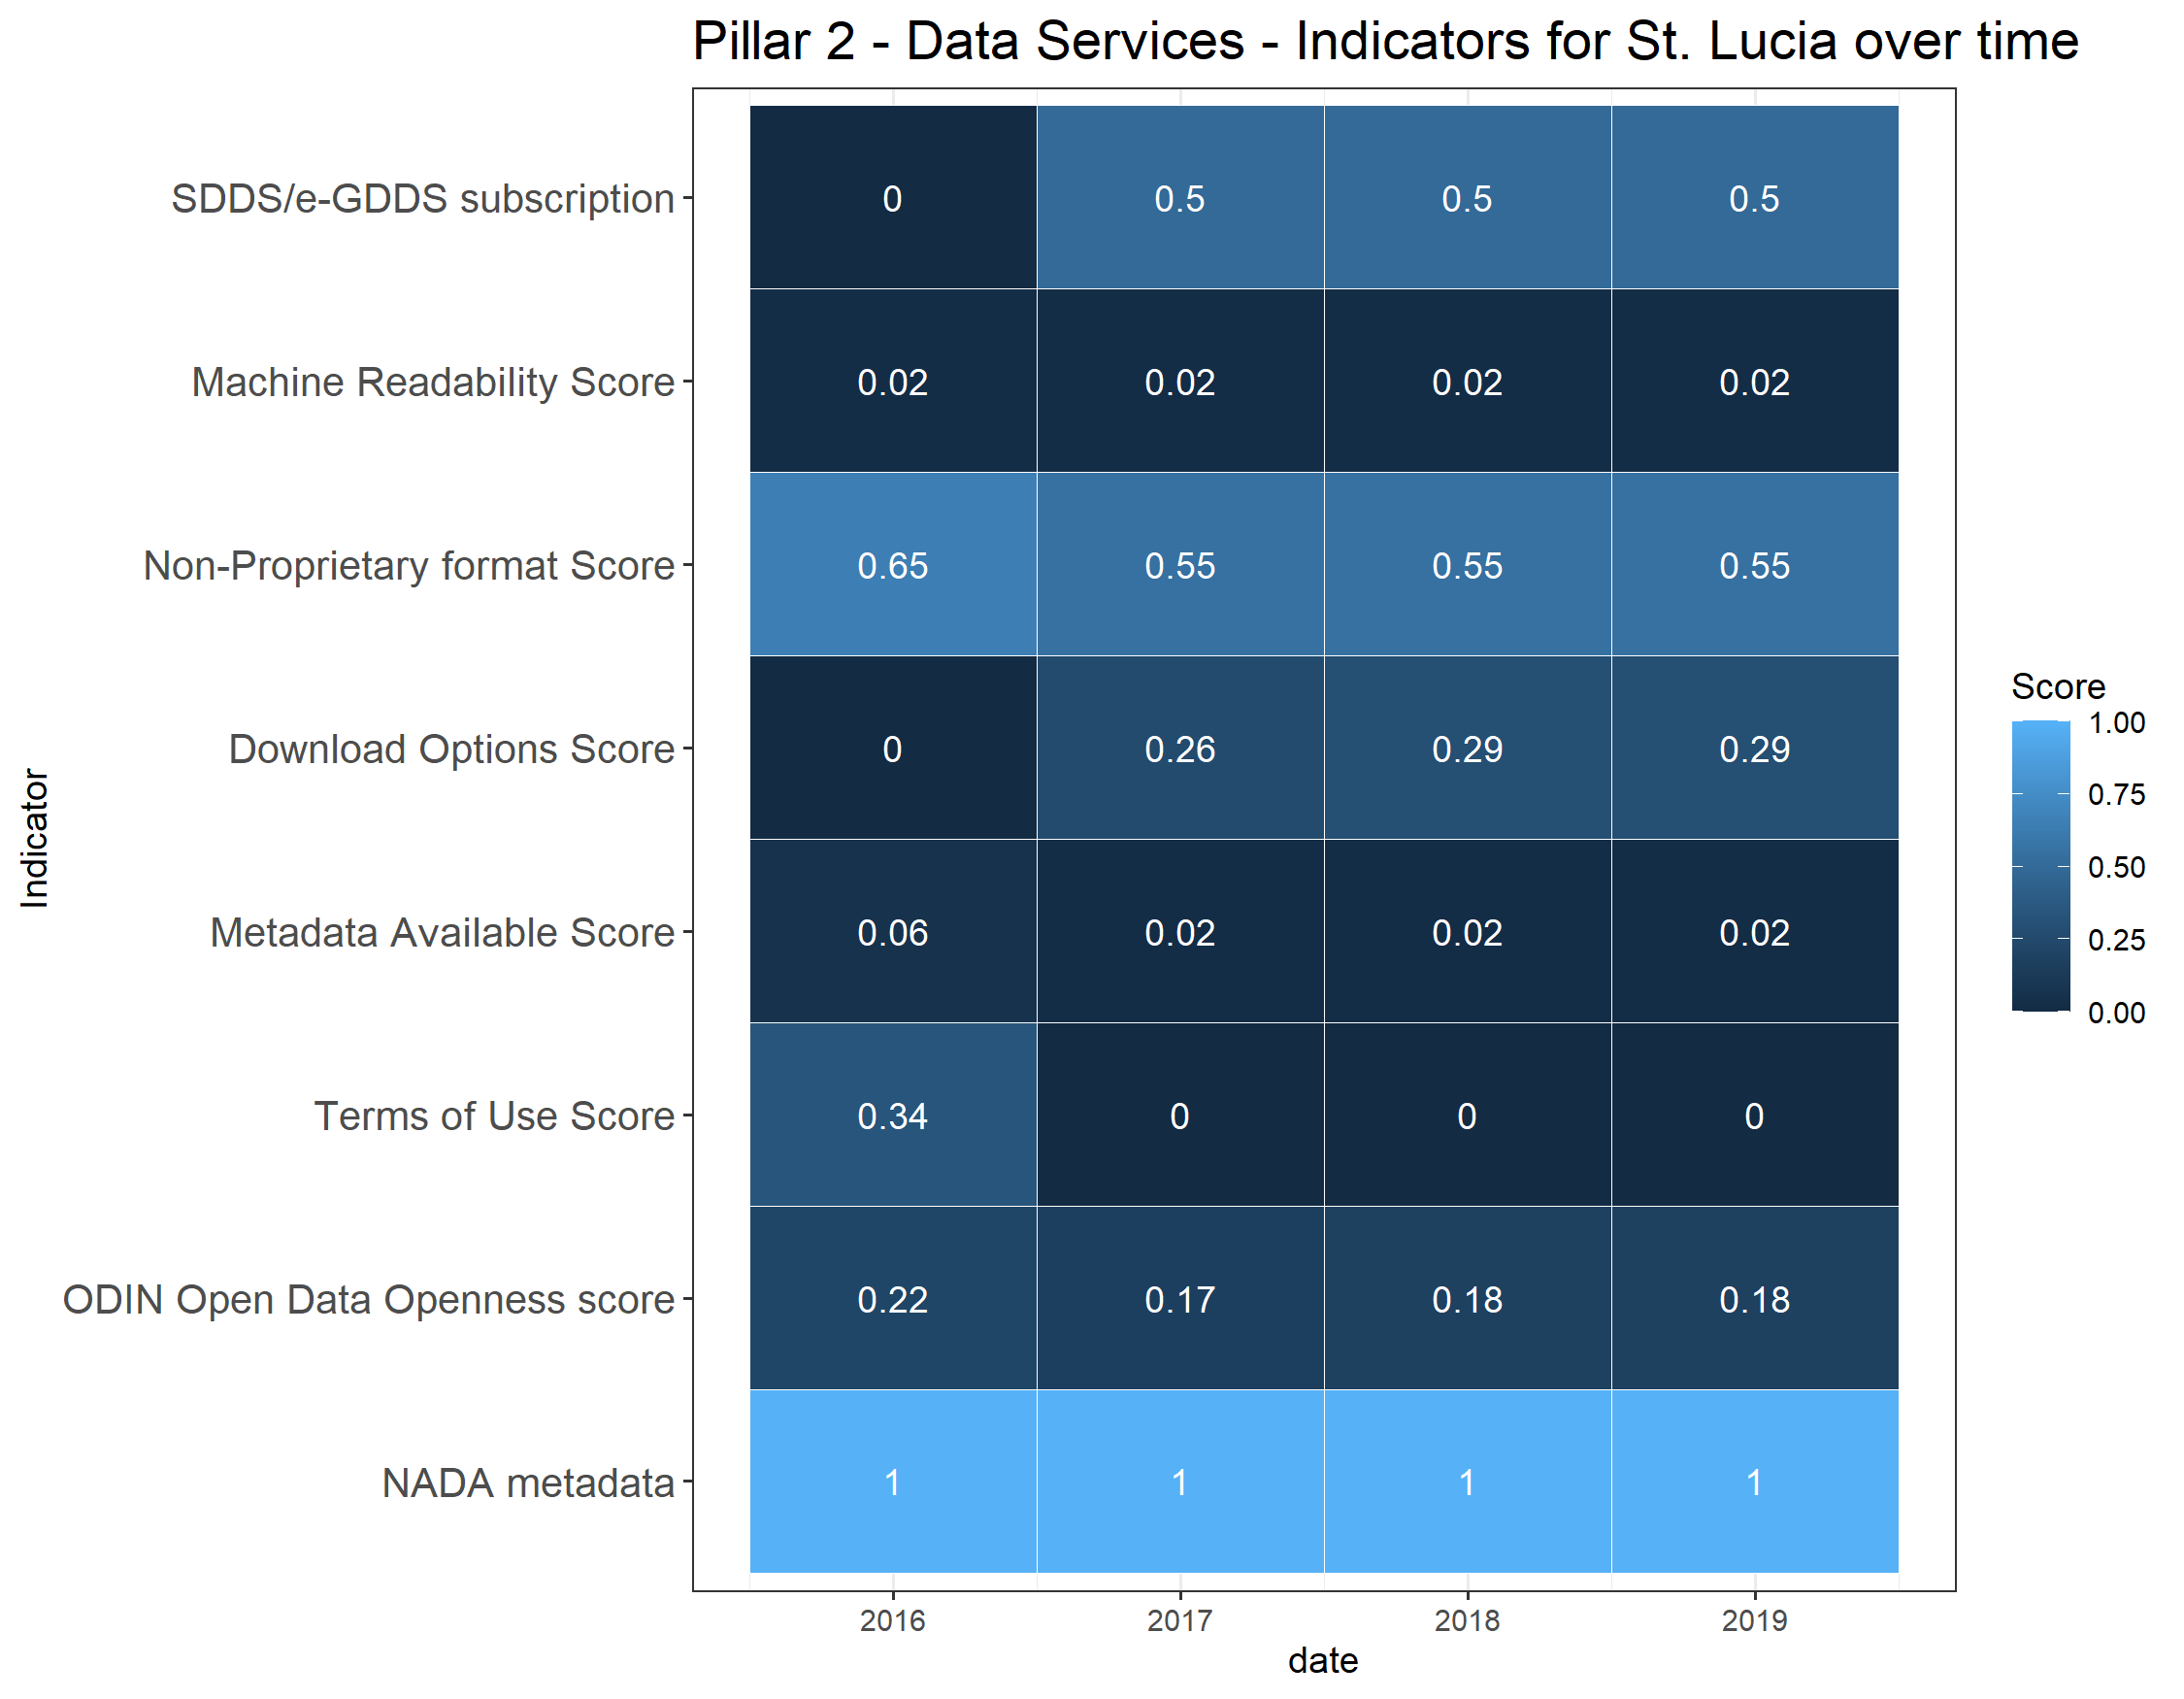 Pillar 2 - Data Services - Indicators for St. Lucia over time
SDDS/e-GDDS subscription 0 0.5 0.5 0.5
Machine Readability Score 0.02 0.02 0.02 0.02
Non-Proprietary format Score 0.65 0.55 0.55 0.55
Download Options Score 0 0.26 0.29 0.29
Metadata Available Score 0.06 0.02 0.02 0.02
Terms of Use Score 0.34 0 0 0
ODIN Open Data Openness score 0.22 0.17 0.18 0.18
NADA metadata 1 1 1 1
2016 2017 2018 2019
date
Indicator
Score
1.00
0.75
0.50
0.25
0.00